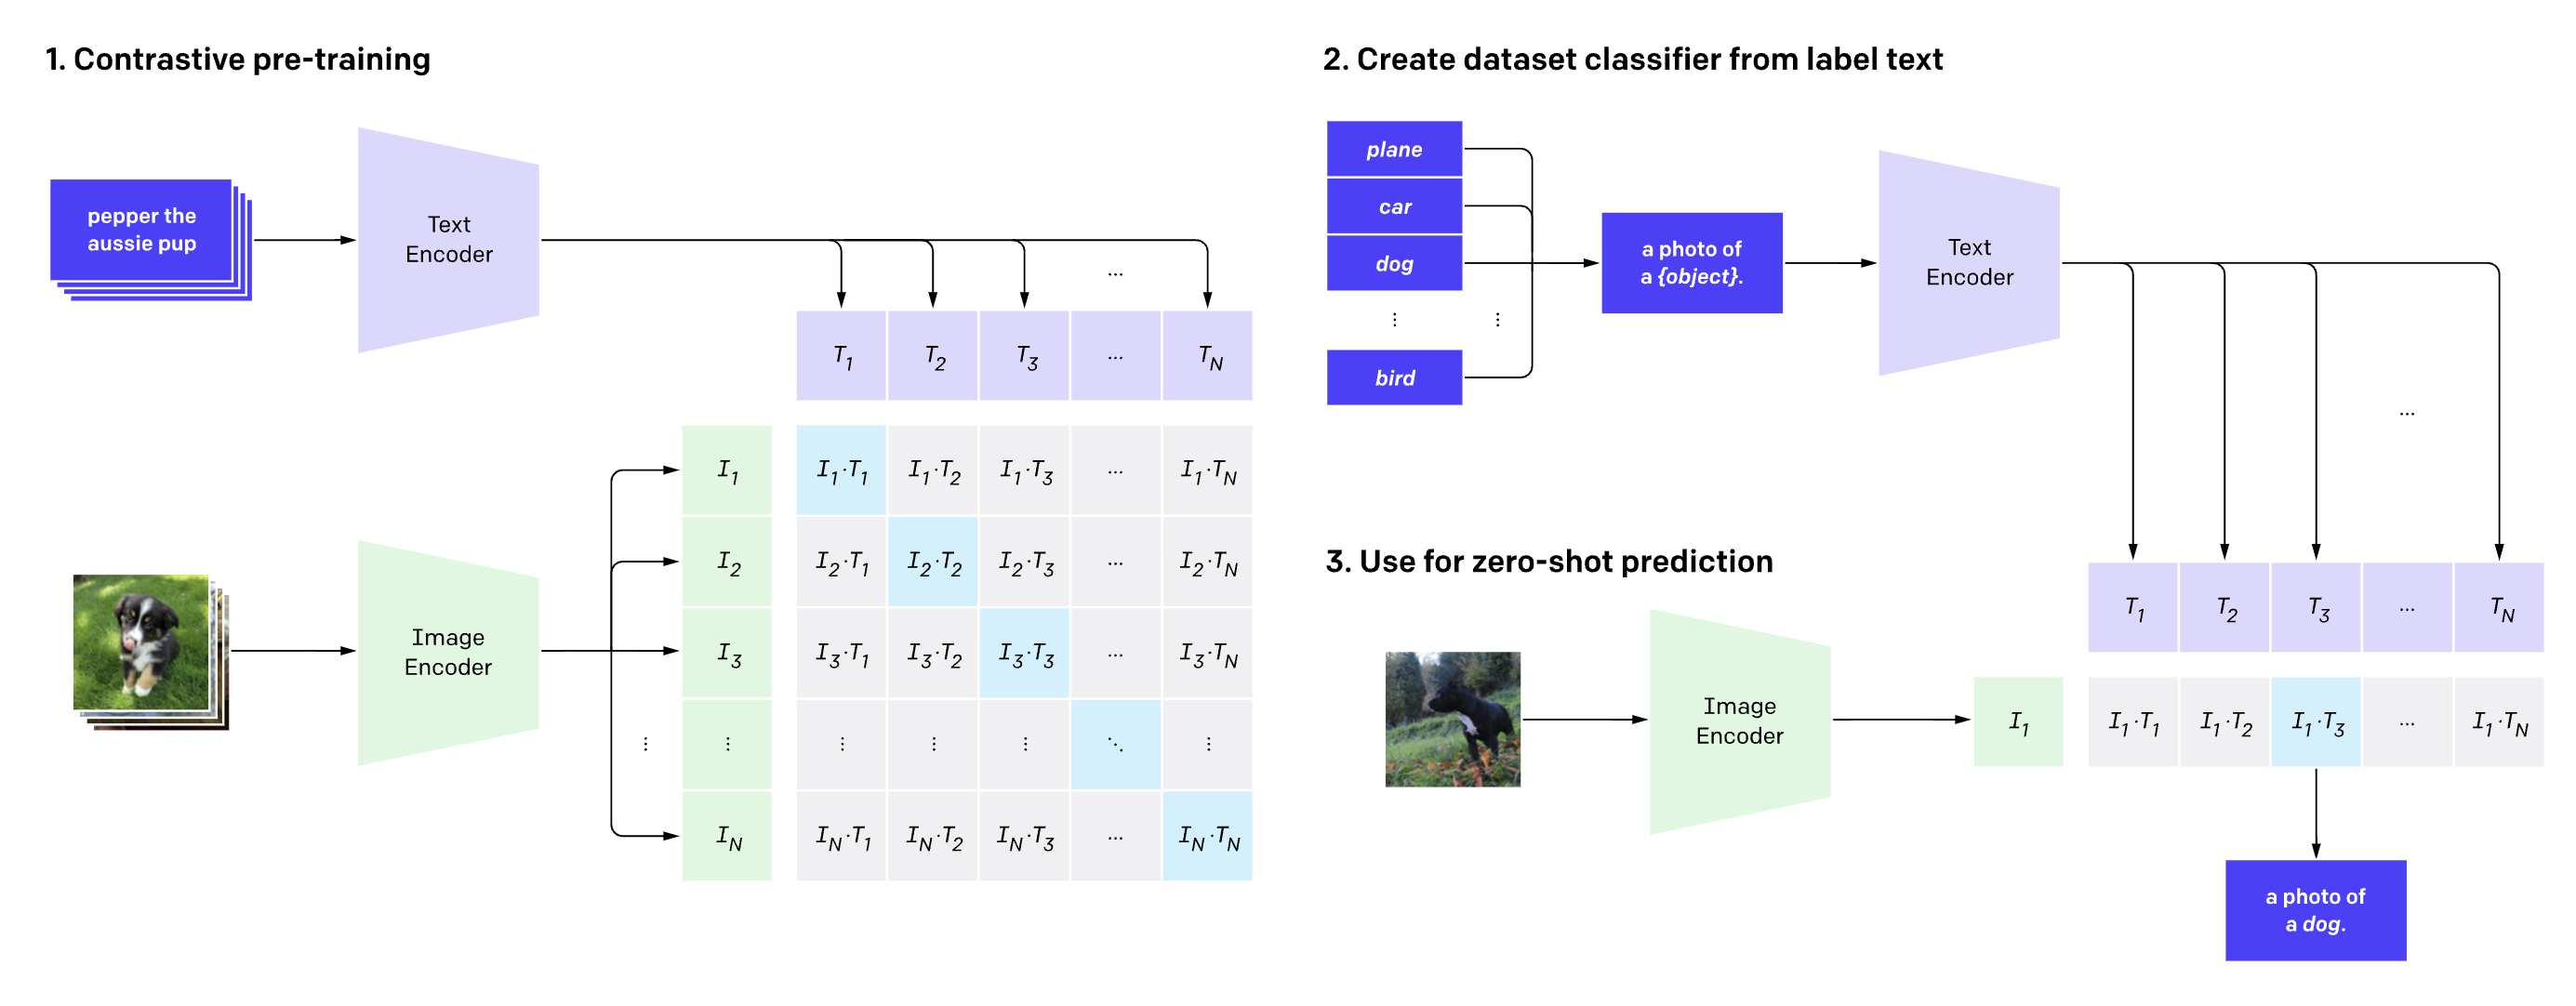 1. Contrastive pre-training
pepper the
aussie pup
Text
Encoder
...
T1 T2 T3 ... TN
I1 I1·T1 I1·T2 I1·T3 ... I1·TN
I2 I2·T1 I2·T2 I2·T3 ... I2·TN
Image
Encoder
I3 I3·T1 I3·T2 I3·T3 ... I3·TN
⋮ ⋮ ⋮ ⋮ ⋮ ⋱ ⋮
IN IN·T1 IN·T2 IN·T3 ... IN·TN
2. Create dataset classifier from label text
plane
car
dog
⋮ ⋮
bird
a photo of
a {object}.
Text
Encoder
...
3. Use for zero-shot prediction
T1 T2 T3 ... TN
Image
Encoder
I1 I1·T1 I1·T2 I1·T3 ... I1·TN
a photo of
a dog.